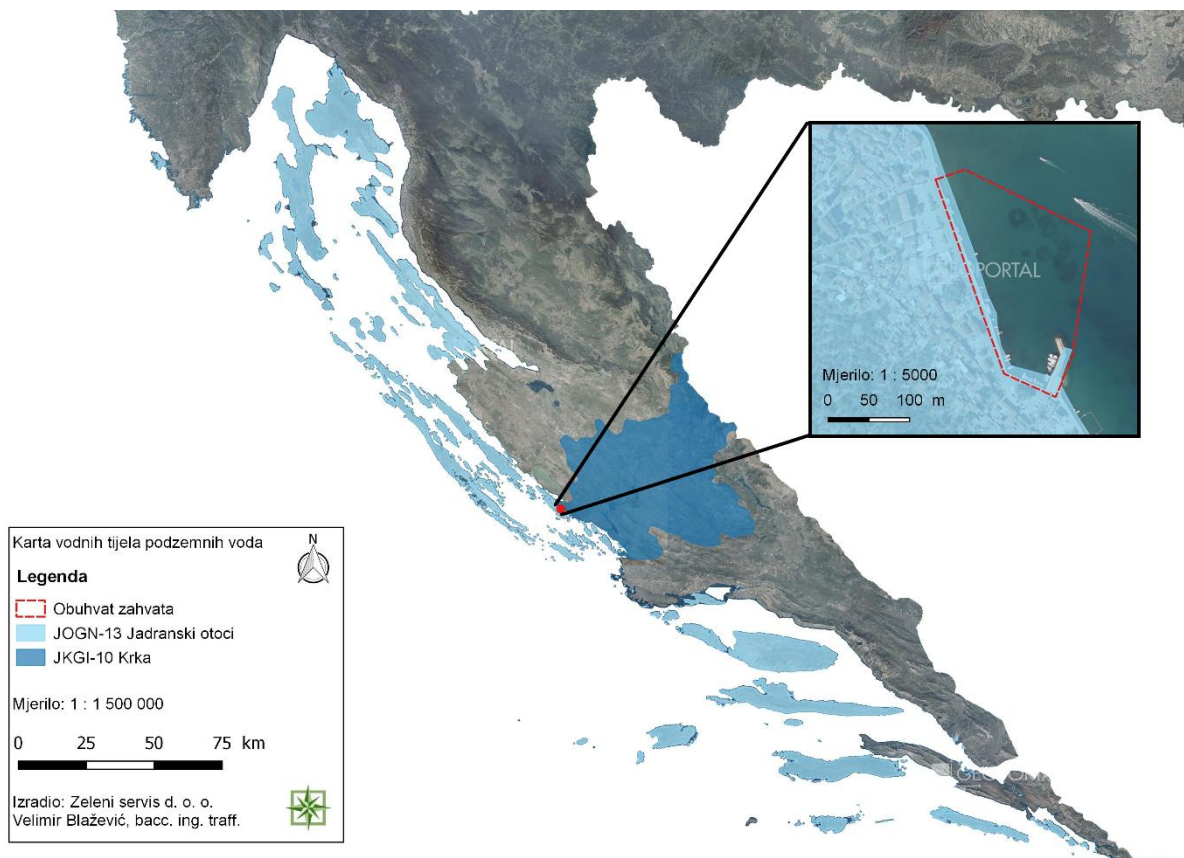 PORTAL
Mjerilo: 1 : 5000
0 50 100 m
Karta vodnih tijela podzemnih voda
N
Legenda
Obuhvat zahvata
JOGN-13 Jadranski otoci
JKGI-10 Krka
Mjerilo: 1 : 1 500 000
0 25 50 75 km
Izradio: Zeleni servis d. o. o.
Velimir Blažević, bacc. ing. traff.